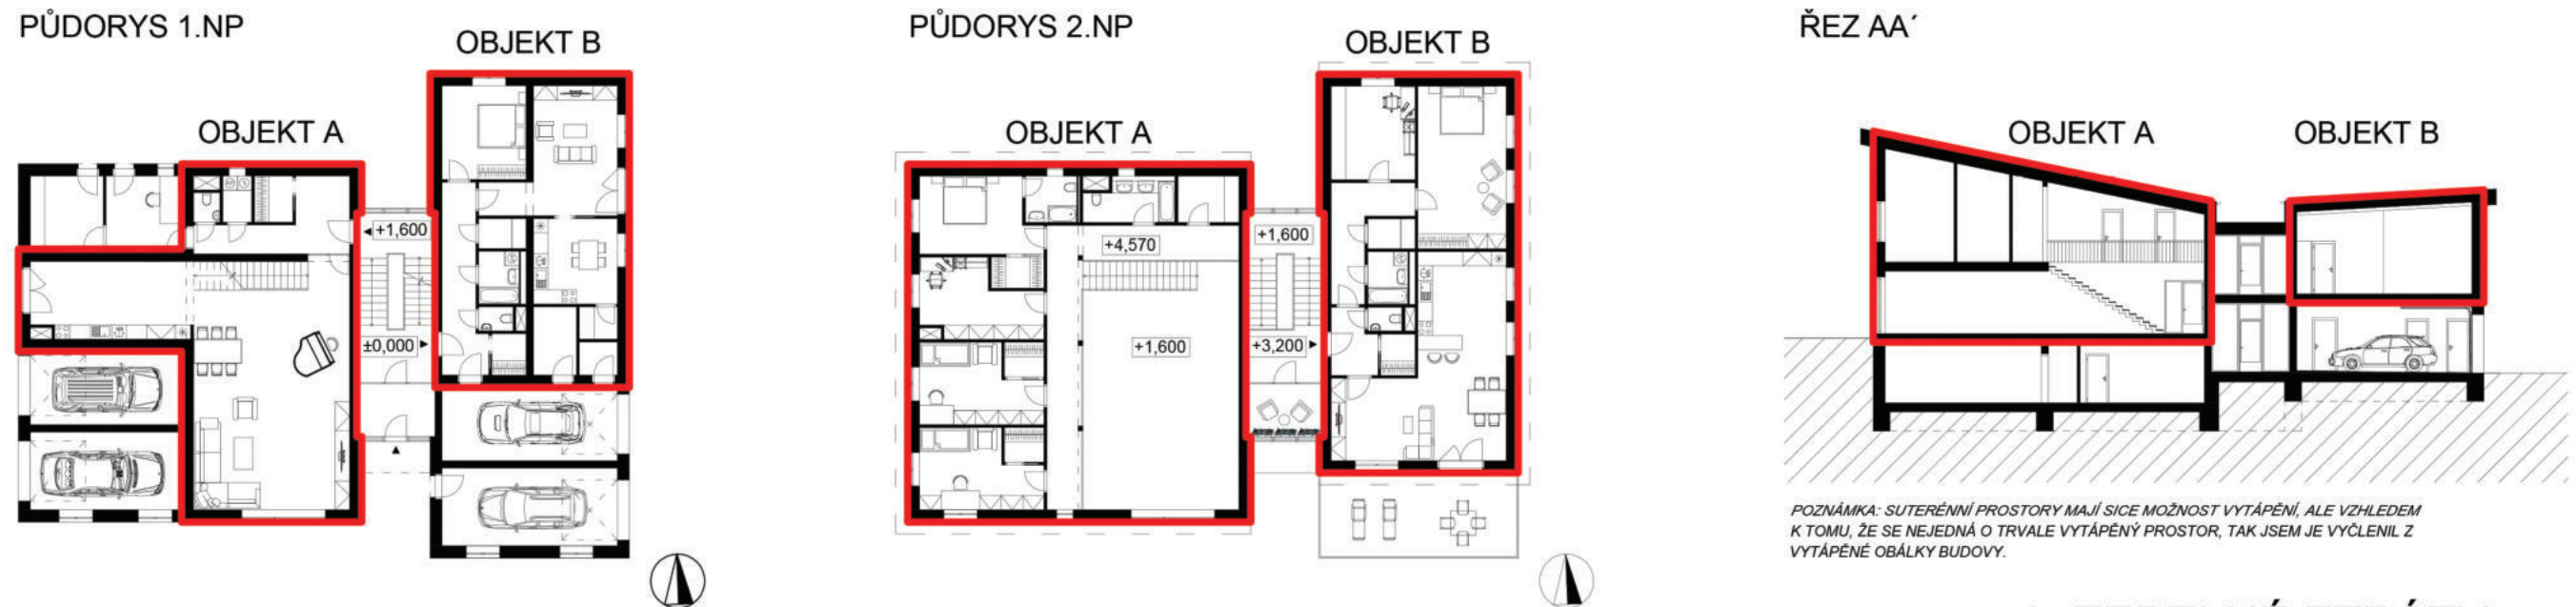 PŮDORYS 1.NP
OBJEKT B
OBJEKT A
+1,600
±0,000
PŮDORYS 2.NP
OBJEKT B
OBJEKT A
+4,570
+1,600
+1,600
+3,200
ŘEZ AA´
OBJEKT A
OBJEKT B
POZNÁMKA: SUTERÉNNÍ PROSTORY MAJÍ SICE MOŽNOST VYTÁPĚNÍ, ALE VZHLEDEM
K TOMU, ŽE SE NEJEDNÁ O TRVALE VYTÁPĚNÝ PROSTOR, TAK JSEM JE VYČLENIL Z
VYTÁPĚNÉ OBÁLKY BUDOVY.